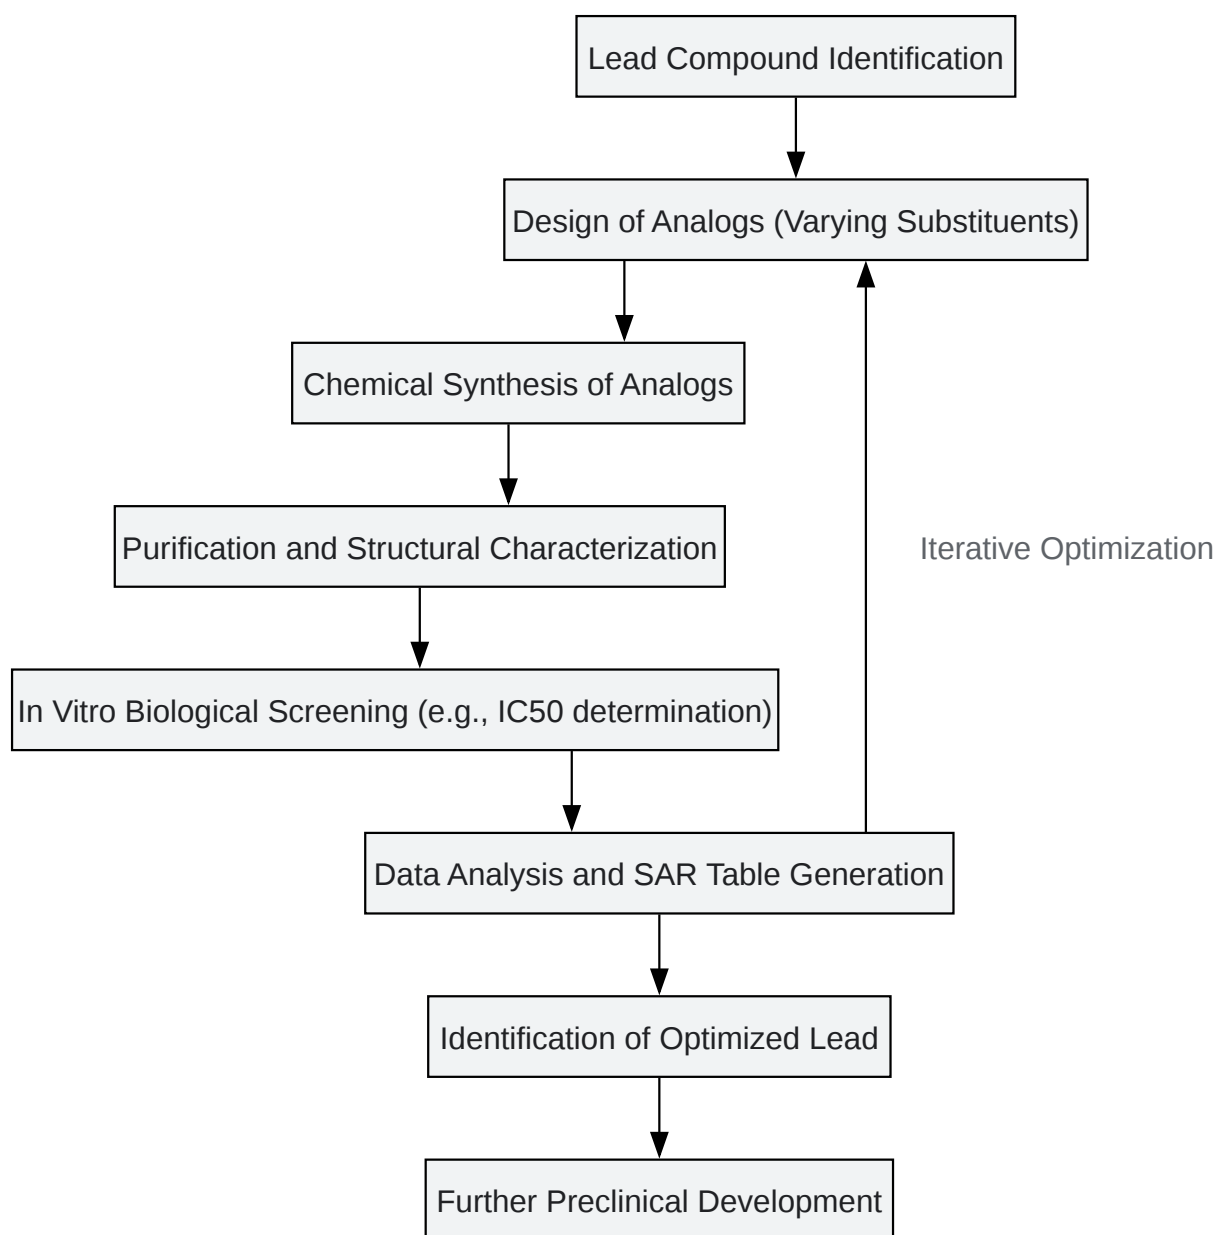 Lead Compound Identification
Design of Analogs (Varying Substituents)
Chemical Synthesis of Analogs
Purification and Structural Characterization
Iterative Optimization
In Vitro Biological Screening (e.g., IC50 determination)
Data Analysis and SAR Table Generation
Identification of Optimized Lead
Further Preclinical Development